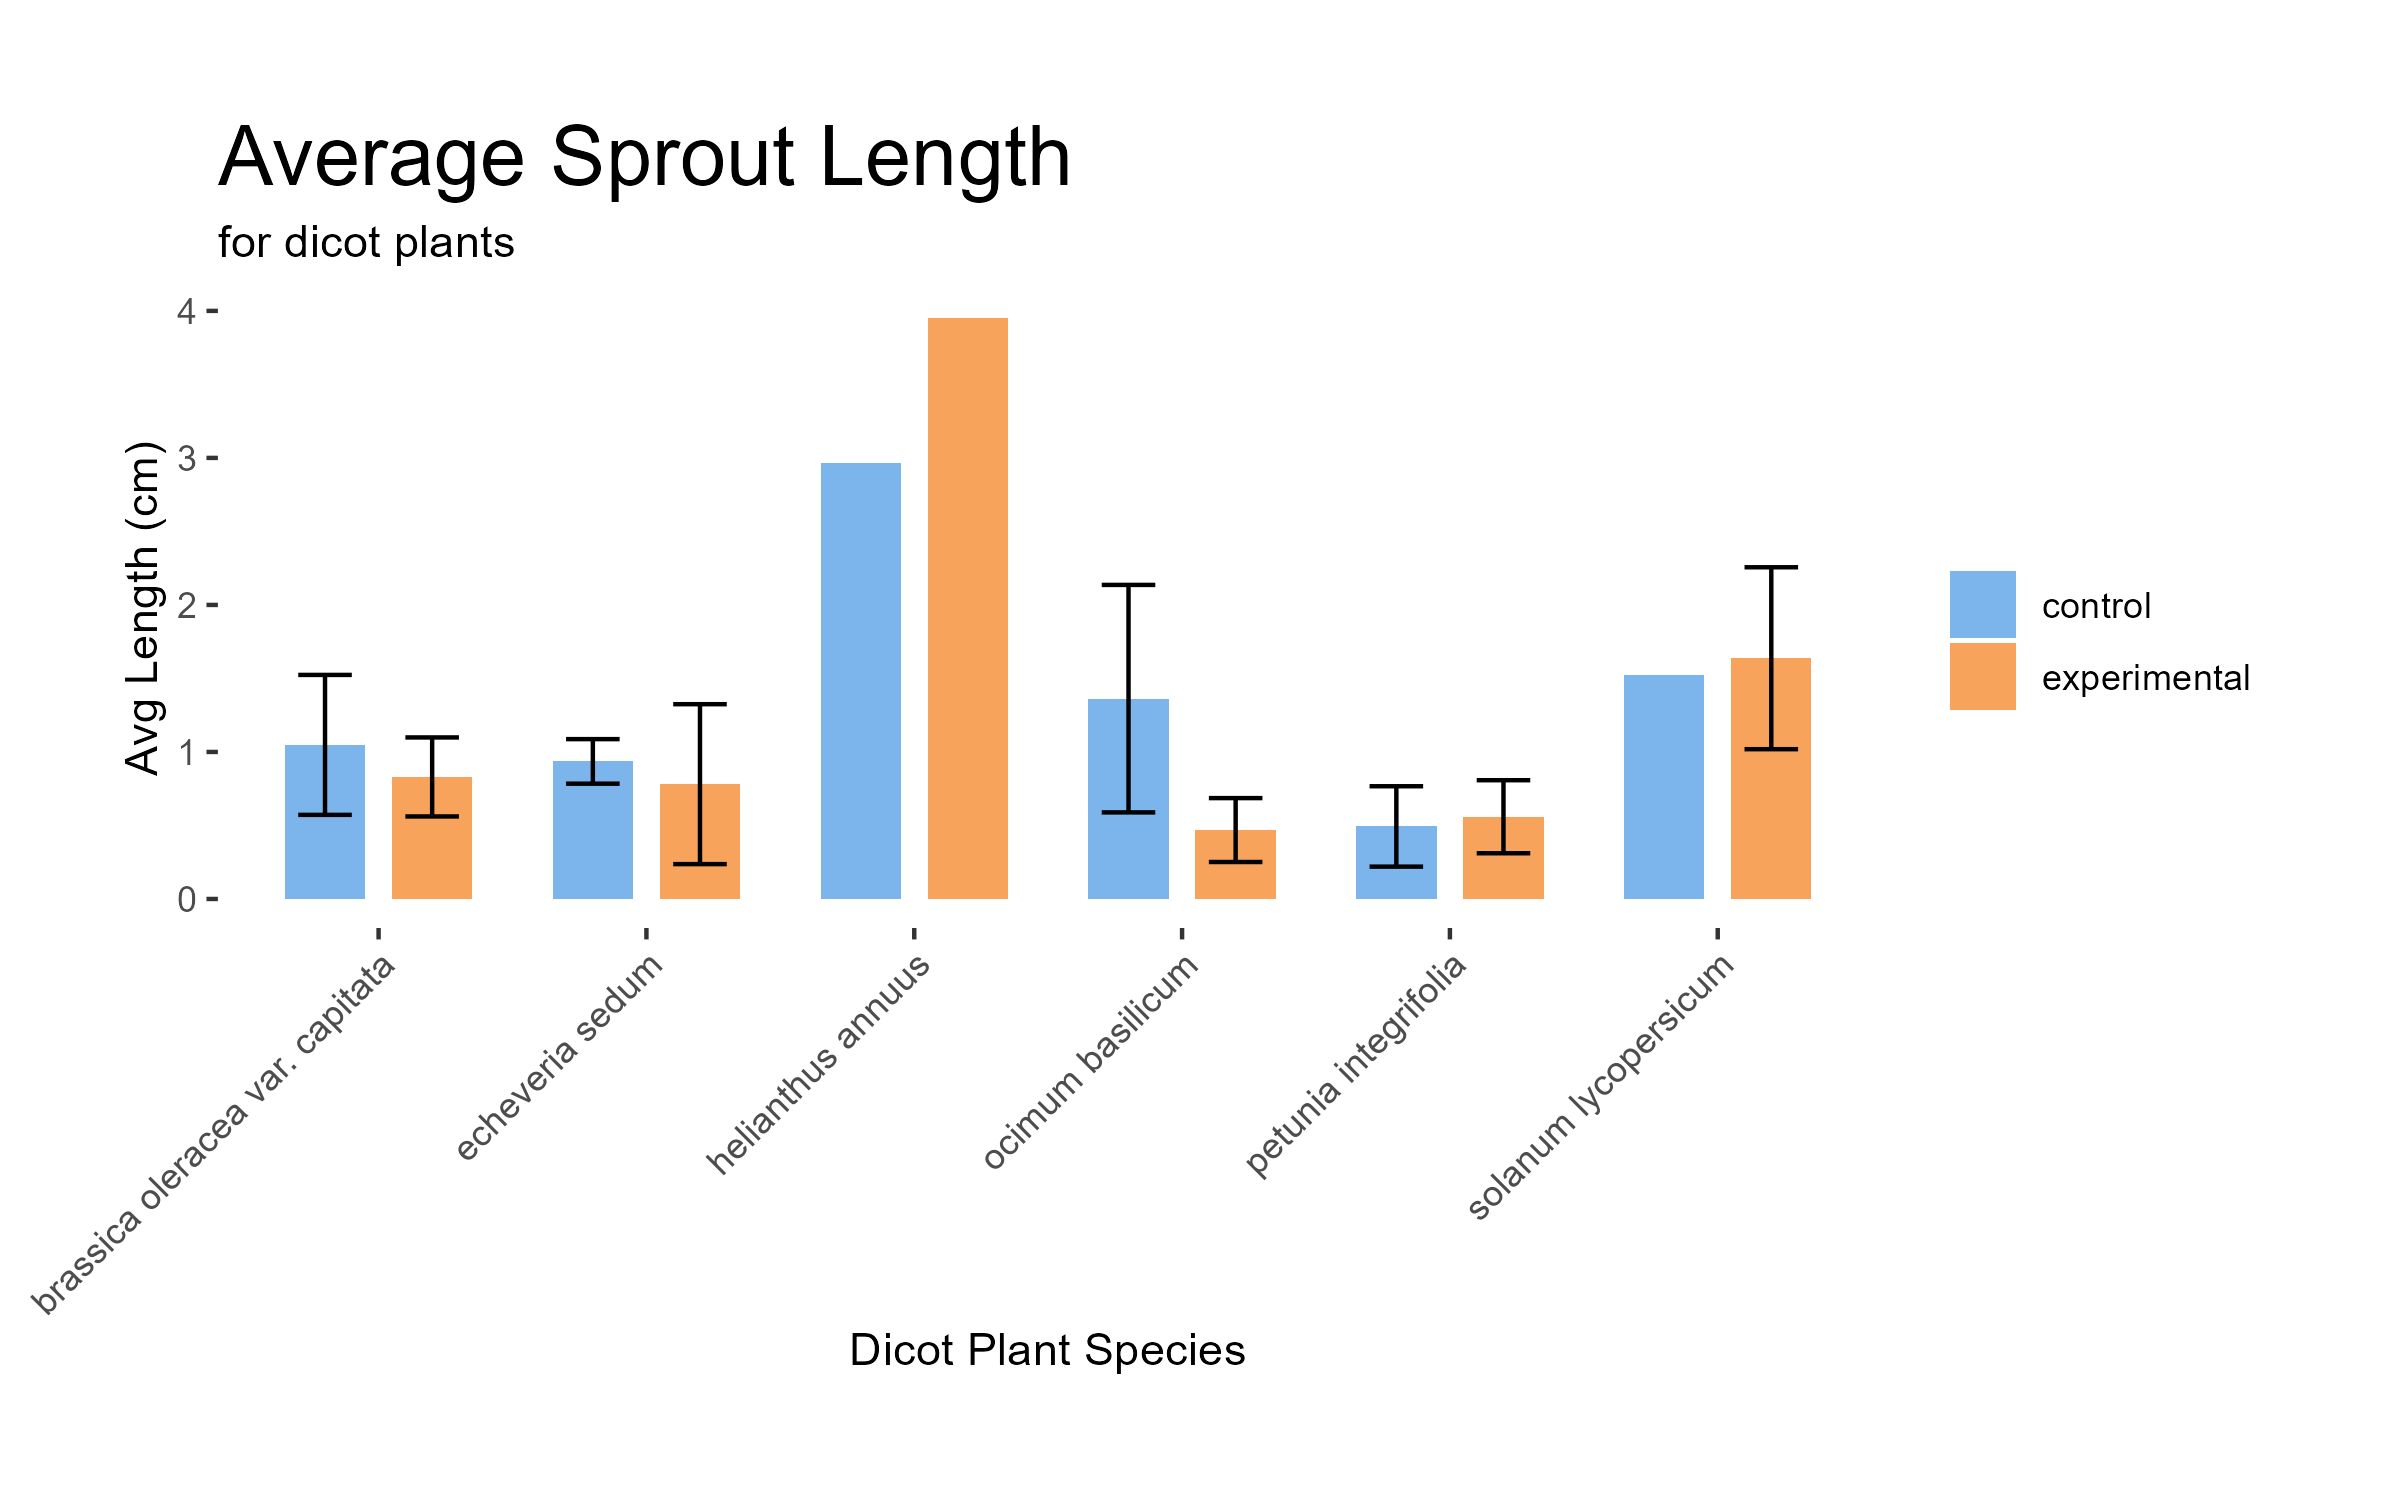 Average Sprout Length
for dicot plants
Avg Length (cm)
4
3
2
1
0
brassica oleracea var. capitata
echeveria sedum
helianthus annuus
ocimum basilicum
petunia integrifolia
solanum lycopersicum
Dicot Plant Species
control
experimental